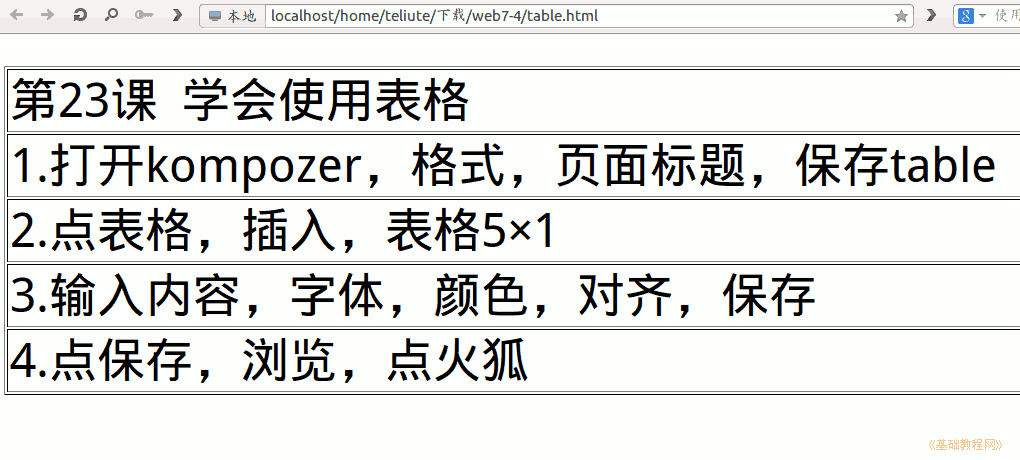 本地 localhost/home/teliute/下载/web7-4/table.html 使用
第23课 学会使用表格
1.打开kompozer，格式，页面标题，保存table
2.点表格，插入，表格5×1
3.输入内容，字体，颜色，对齐，保存
4.点保存，浏览，点火狐
《基础教程网》